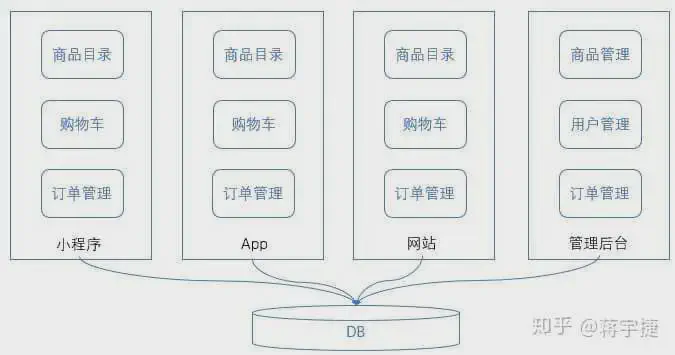 商品目录 商品目录 商品目录 商品管理
购物车 购物车 购物车 用户管理
订单管理 订单管理 订单管理 订单管理
小程序 App 网站 管理后台
DB
知乎 @蒋宇捷